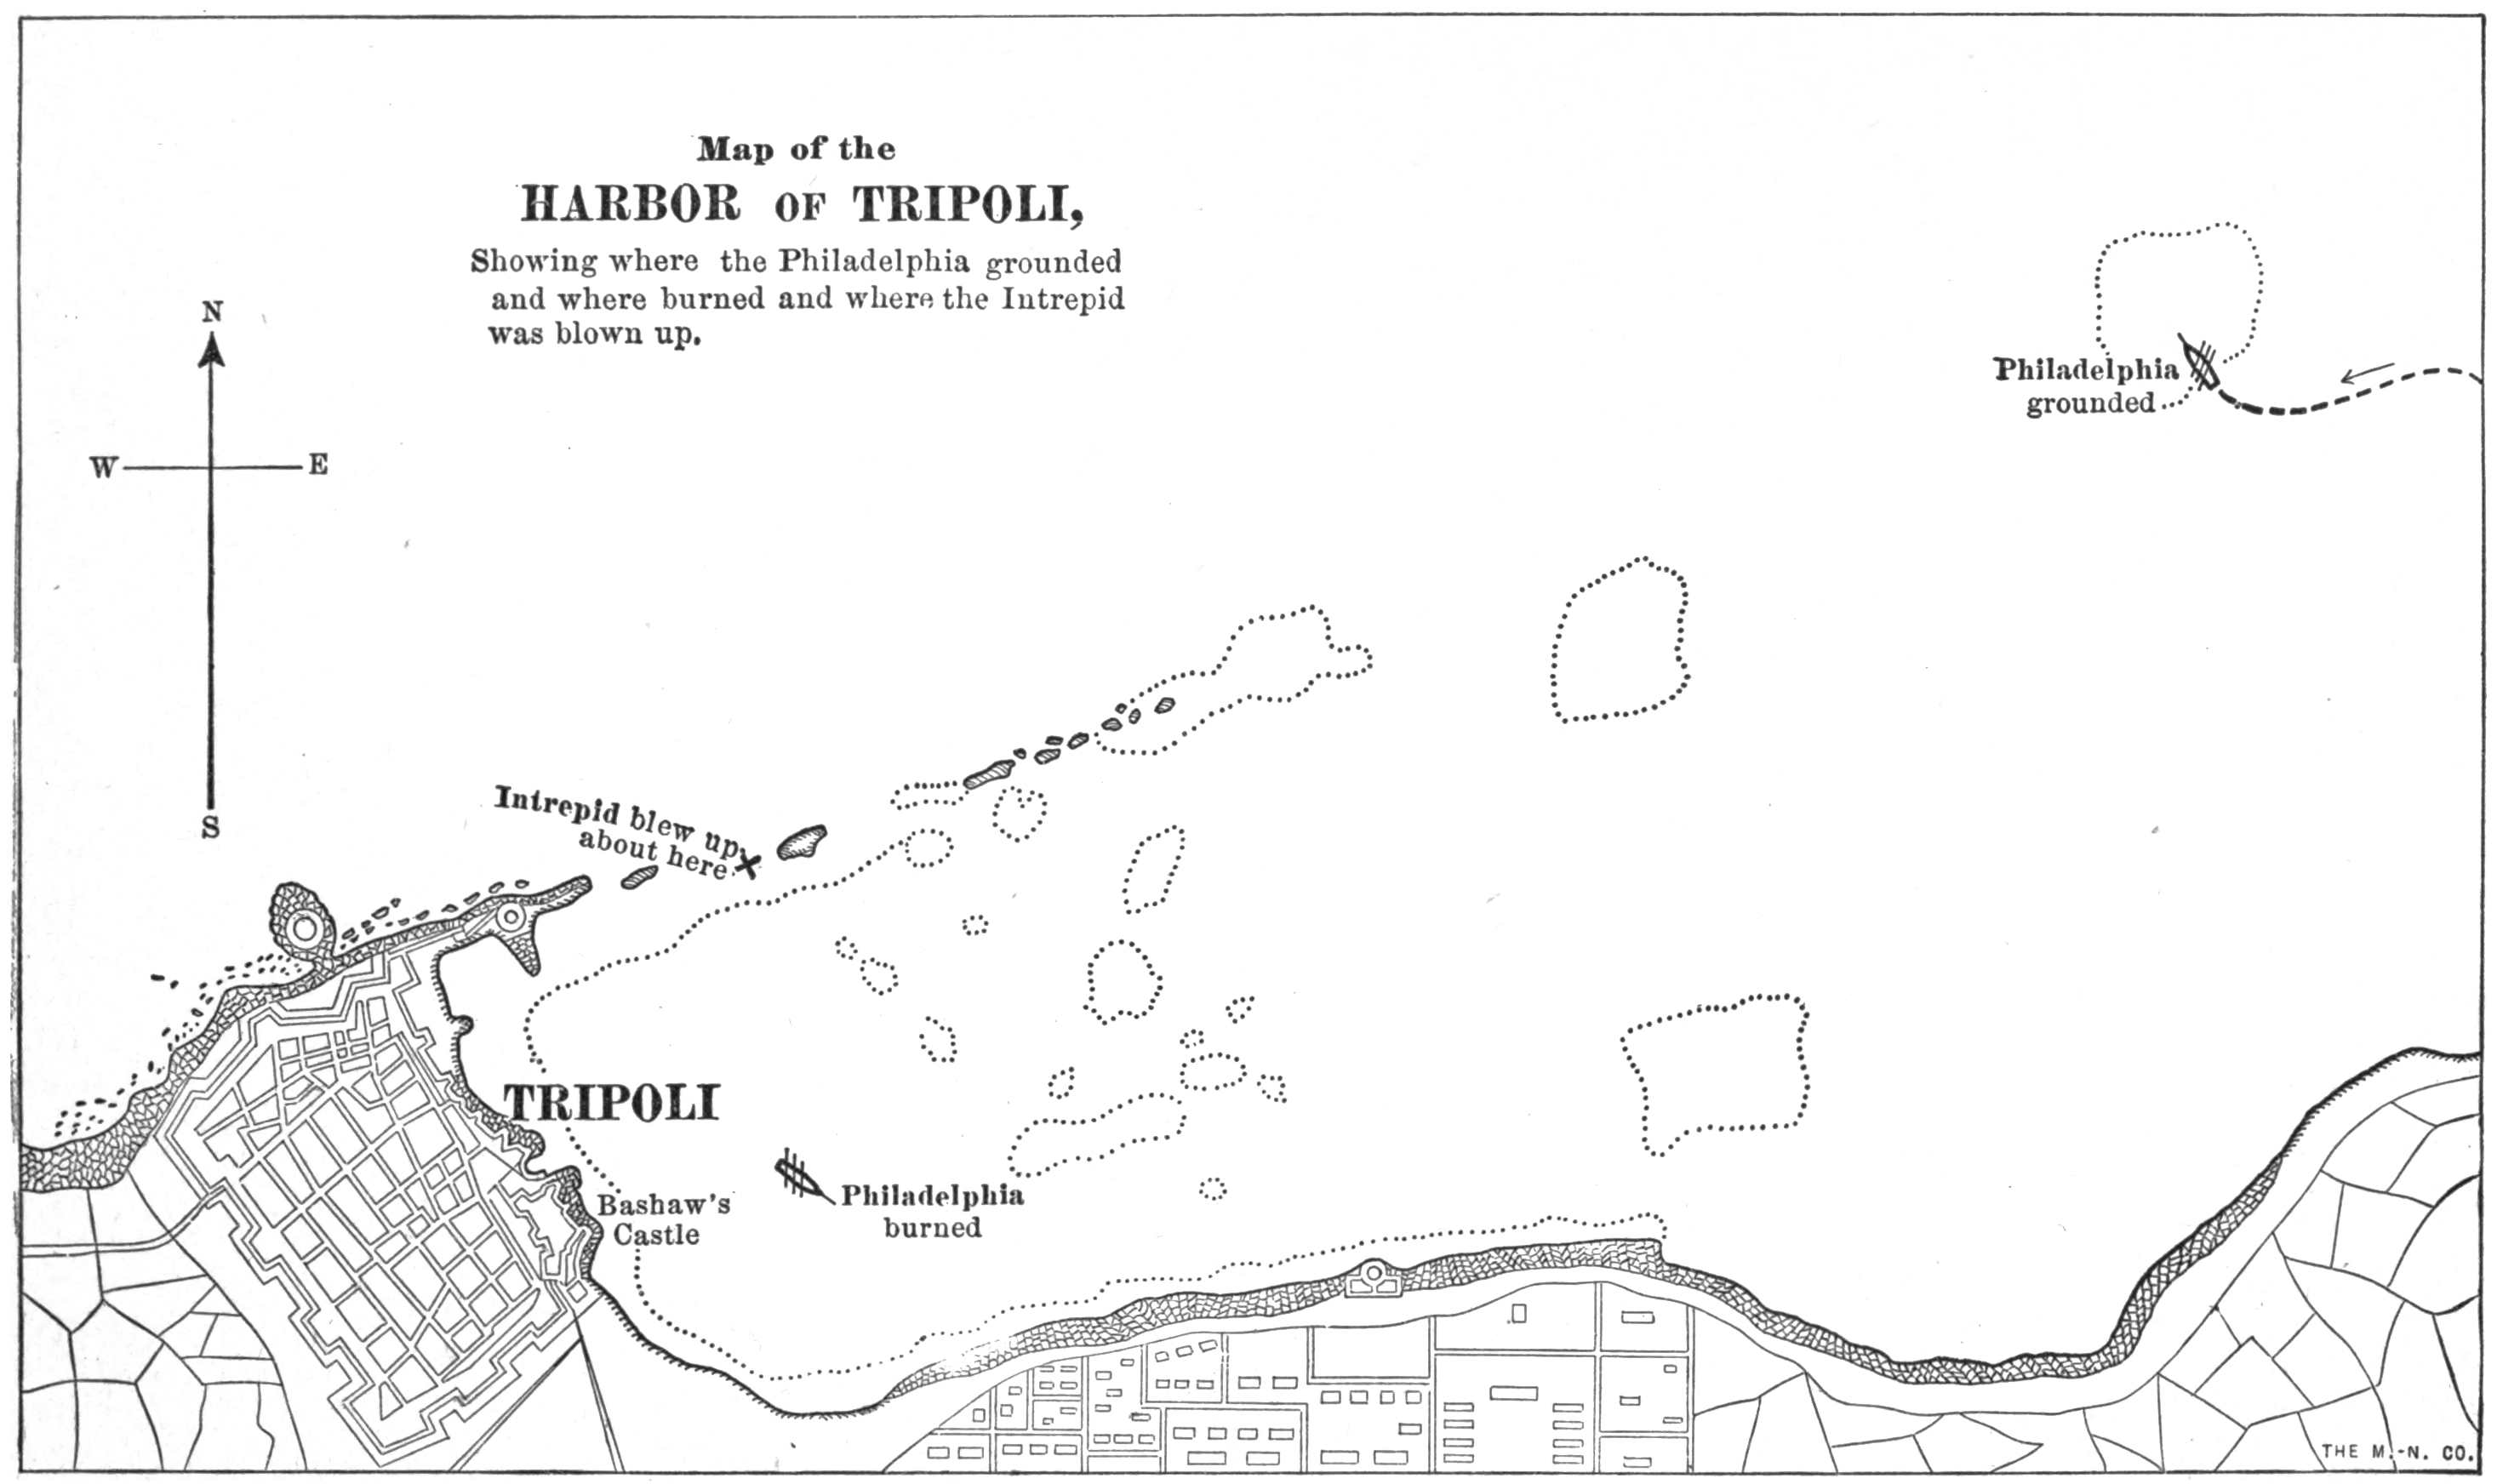 Map of the
HARBOR OF TRIPOLI,
Showing where the Philadelphia grounded
and where burned and where the Intrepid
was blown up.
N
W E
S
Philadelphia
grounded
Intrepid blew up
about here
TRIPOLI
Bashaw's
Castle
Philadelphia
burned
THE M.-N. CO.